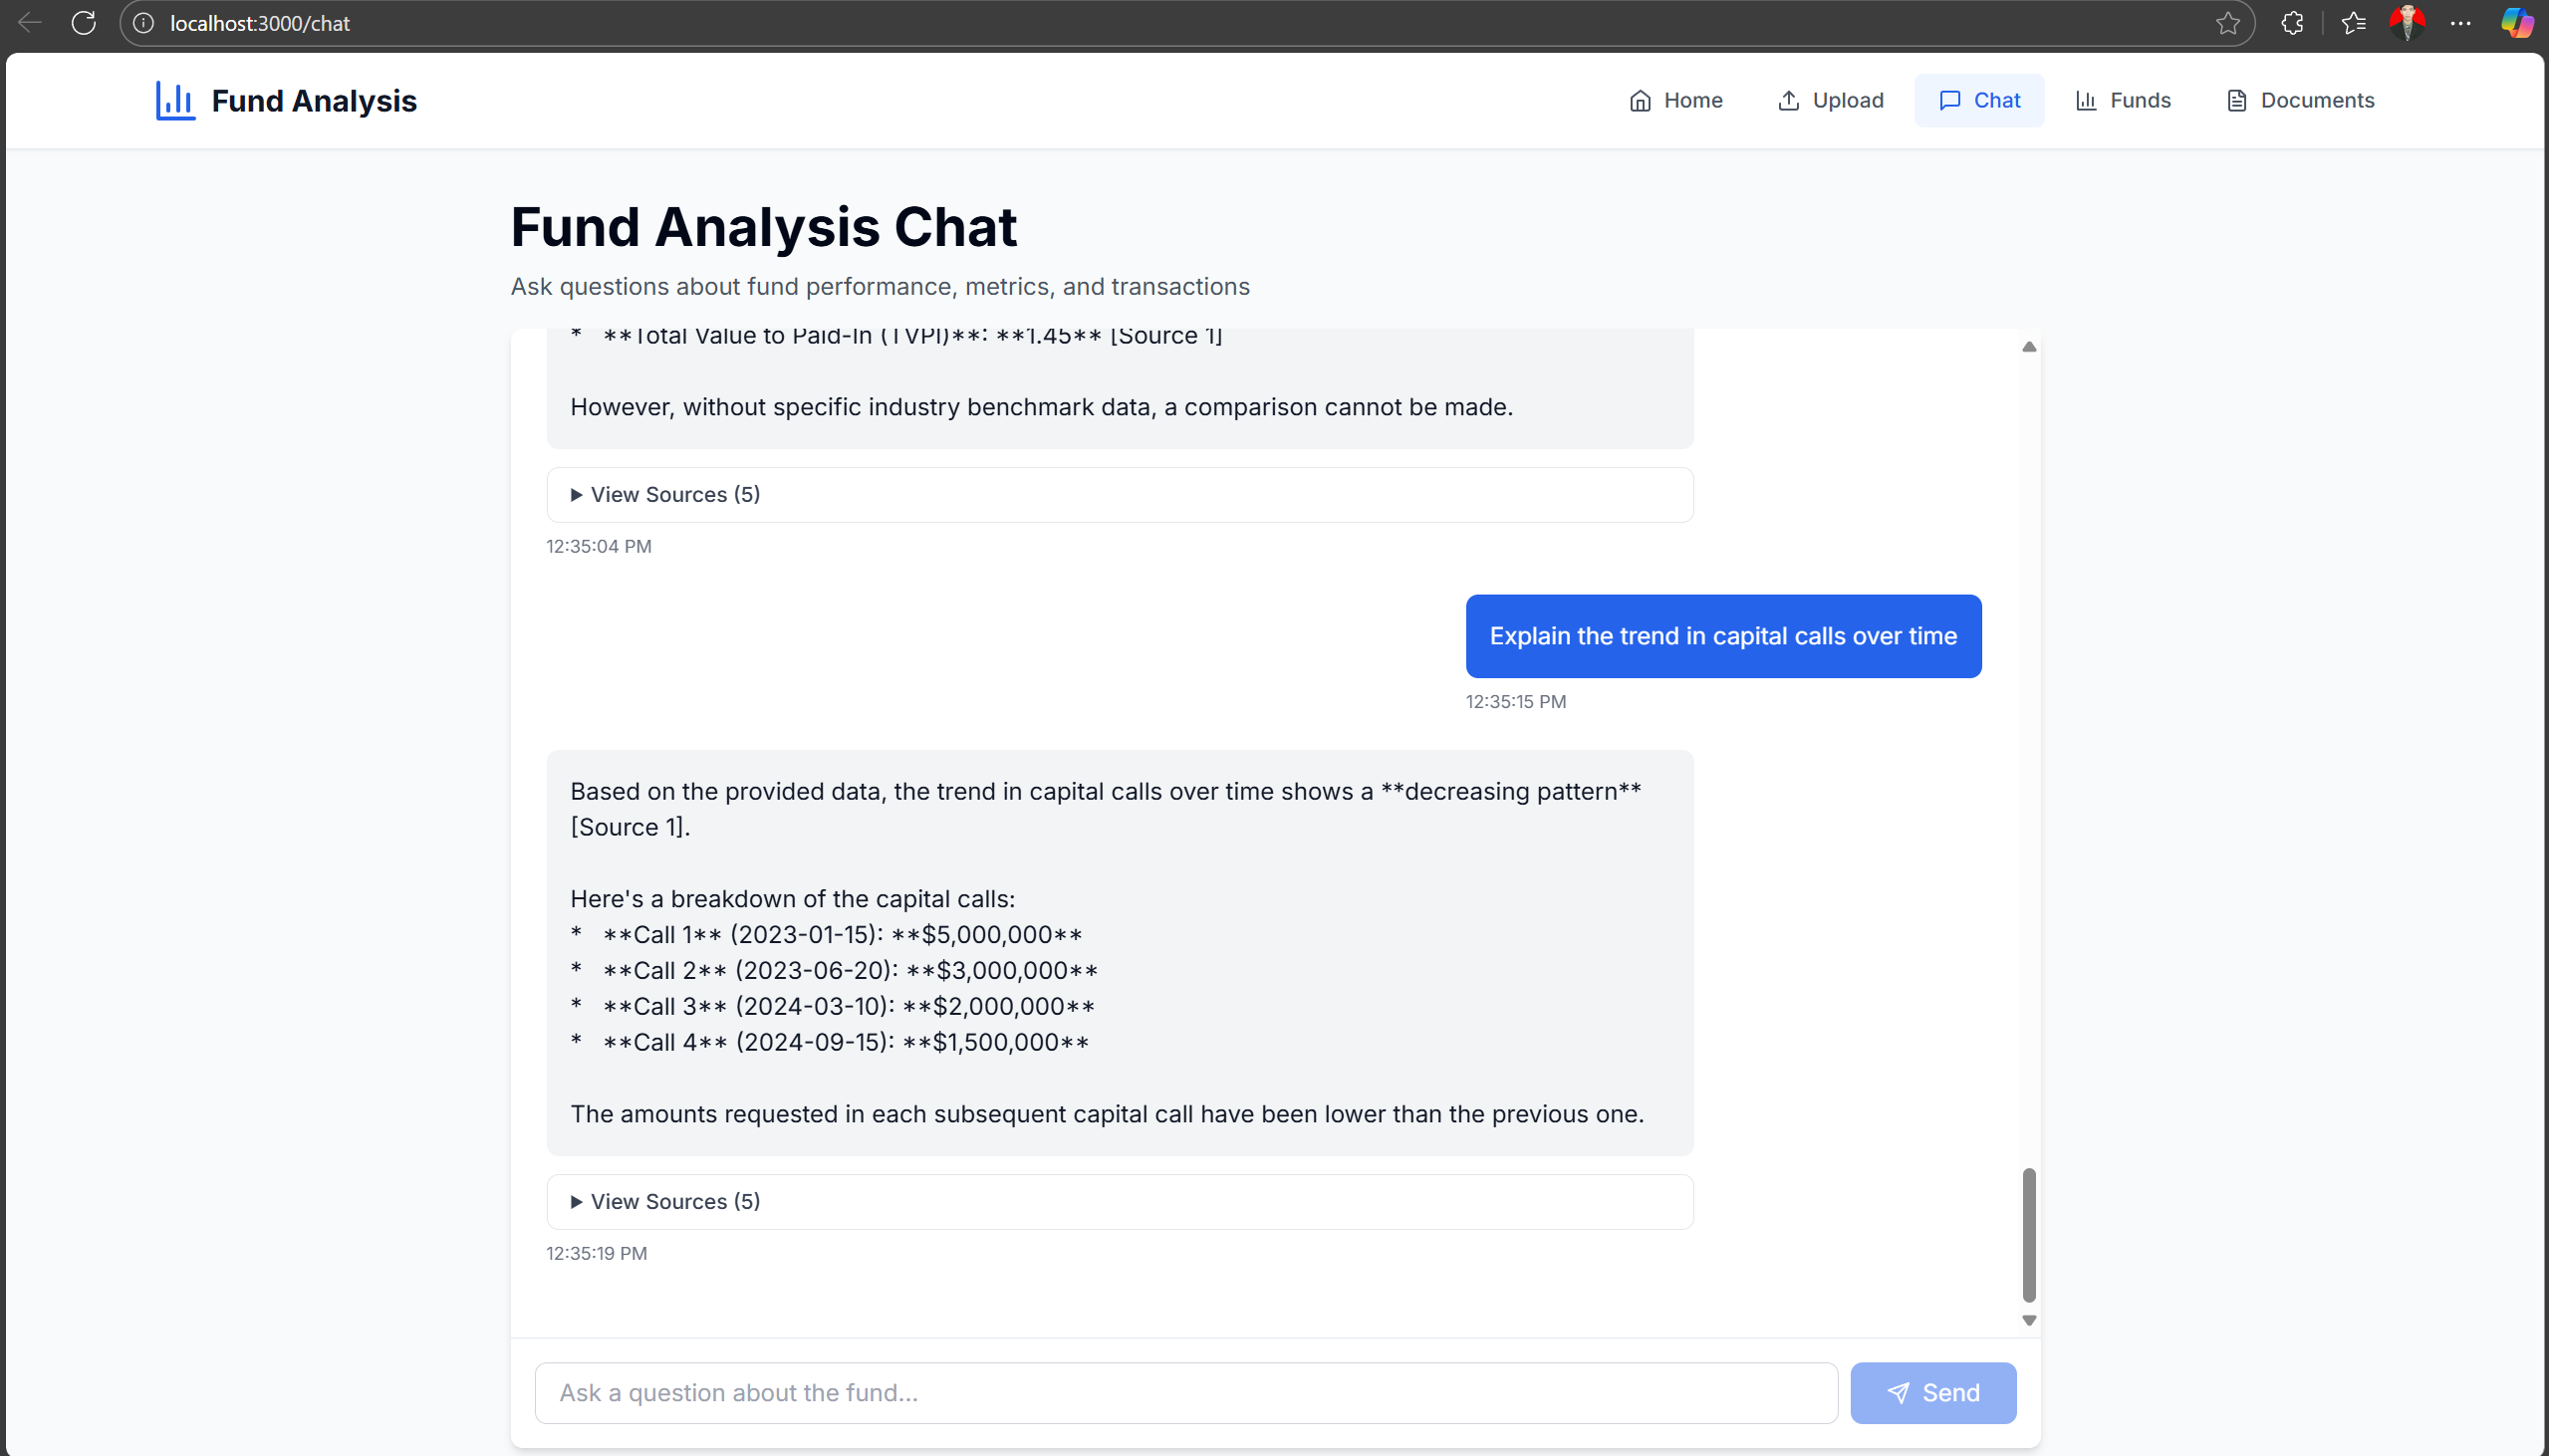 localhost:3000/chat
Fund Analysis
Home
Upload
Chat
Funds
Documents
Fund Analysis Chat
Ask questions about fund performance, metrics, and transactions
*   **Total Value to Paid-In (TVPI)**: **1.45** [Source 1]
However, without specific industry benchmark data, a comparison cannot be made.
▶ View Sources (5)
12:35:04 PM
Explain the trend in capital calls over time
12:35:15 PM
Based on the provided data, the trend in capital calls over time shows a **decreasing pattern**
[Source 1].
Here's a breakdown of the capital calls:
*   **Call 1** (2023-01-15): **$5,000,000**
*   **Call 2** (2023-06-20): **$3,000,000**
*   **Call 3** (2024-03-10): **$2,000,000**
*   **Call 4** (2024-09-15): **$1,500,000**
The amounts requested in each subsequent capital call have been lower than the previous one.
▶ View Sources (5)
12:35:19 PM
Ask a question about the fund...
Send